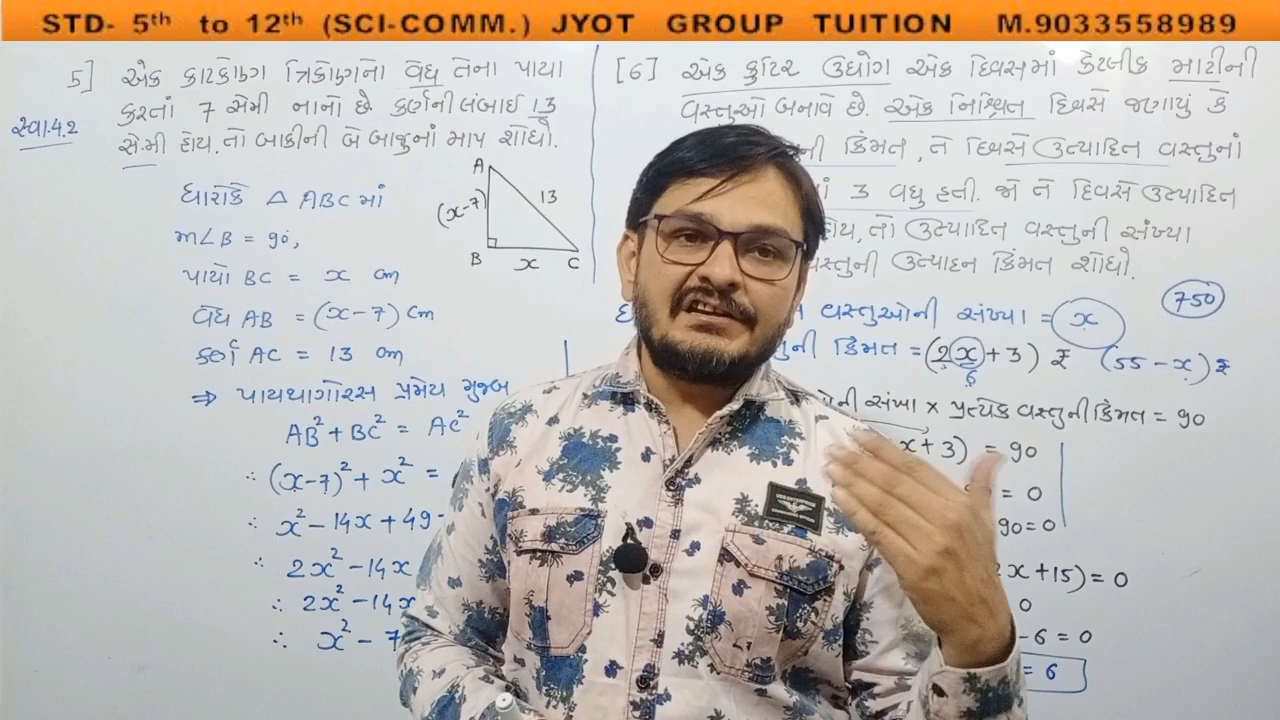 STD- 5th to 12th (SCI-COMM.) JYOT GROUP TUITION M.9033558989
5] એક કાટકોણ ત્રિકોણનો વેધ તેના પાયા
કરતાં 7 સેમી નાનો છે. કર્ણની લંબાઈ 13
સેમી હોય, તો બાકીની બે બાજુનાં માપ શોધો.
સ્વા.4.2
ધારોકે △ ABC માં
m∠B = 90°,
પાયો BC = x cm
વેધ AB = (x-7) cm
કર્ણ AC = 13 cm
⇒ પાયથાગોરસ પ્રમેય મુજબ
AB² + BC² = AC²
∴ (x-7)² + x² =
∴ x² - 14x + 49 -
2x² - 14x
∴ 2x² - 14x
∴ x² - 7
A
(x-7)
13
B x C
[6] એક કુટિર ઉધોગ એક દિવસમાં કેટલીક માટીની
વસ્તુઓ બનાવે છે. એક નિશ્ચિત દિવસે જણાયું કે
ની કિંમત, તે દિવસે ઉત્પાદિત વસ્તુનાં
માં 3 વધુ હતી. જો તે દિવસે ઉત્પાદિત
હોય, તો ઉત્પાદિત વસ્તુની સંખ્યા
વસ્તુની ઉત્પાદન કિંમત શોધો.
વસ્તુઓની સંખ્યા = x
750
તુની કિંમત = (2x + 3) ₹ (55 - x) ₹
6
ની સંખ્યા × પ્રત્યેક વસ્તુની કિંમત = 90
x + 3) = 90
= 0
90 = 0
2x + 15) = 0
0
- 6 = 0
= 6